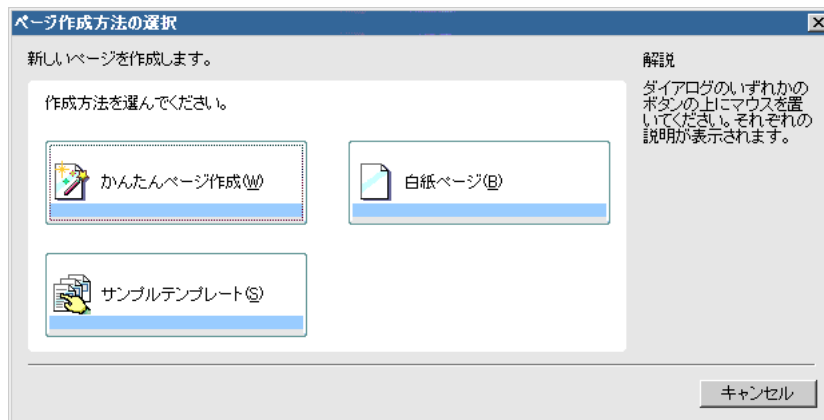 ページ作成方法の選択
新しいページを作成します。
作成方法を選んでください。
かんたんページ作成(W)
白紙ページ(B)
サンプルテンプレート(S)
解説
ダイアログのいずれかの
ボタンの上にマウスを置
いてください。それぞれの
説明が表示されます。
キャンセル